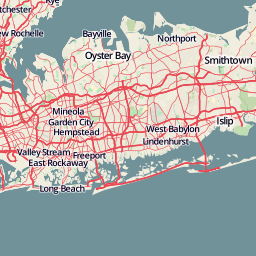 Rye
chester
New Rochelle
Bayville
Northport
Oyster Bay
Smithtown
Mineola
Garden City
Hempstead
West Babylon
Islip
Lindenhurst
Valley Stream
Freeport
East Rockaway
Long Beach